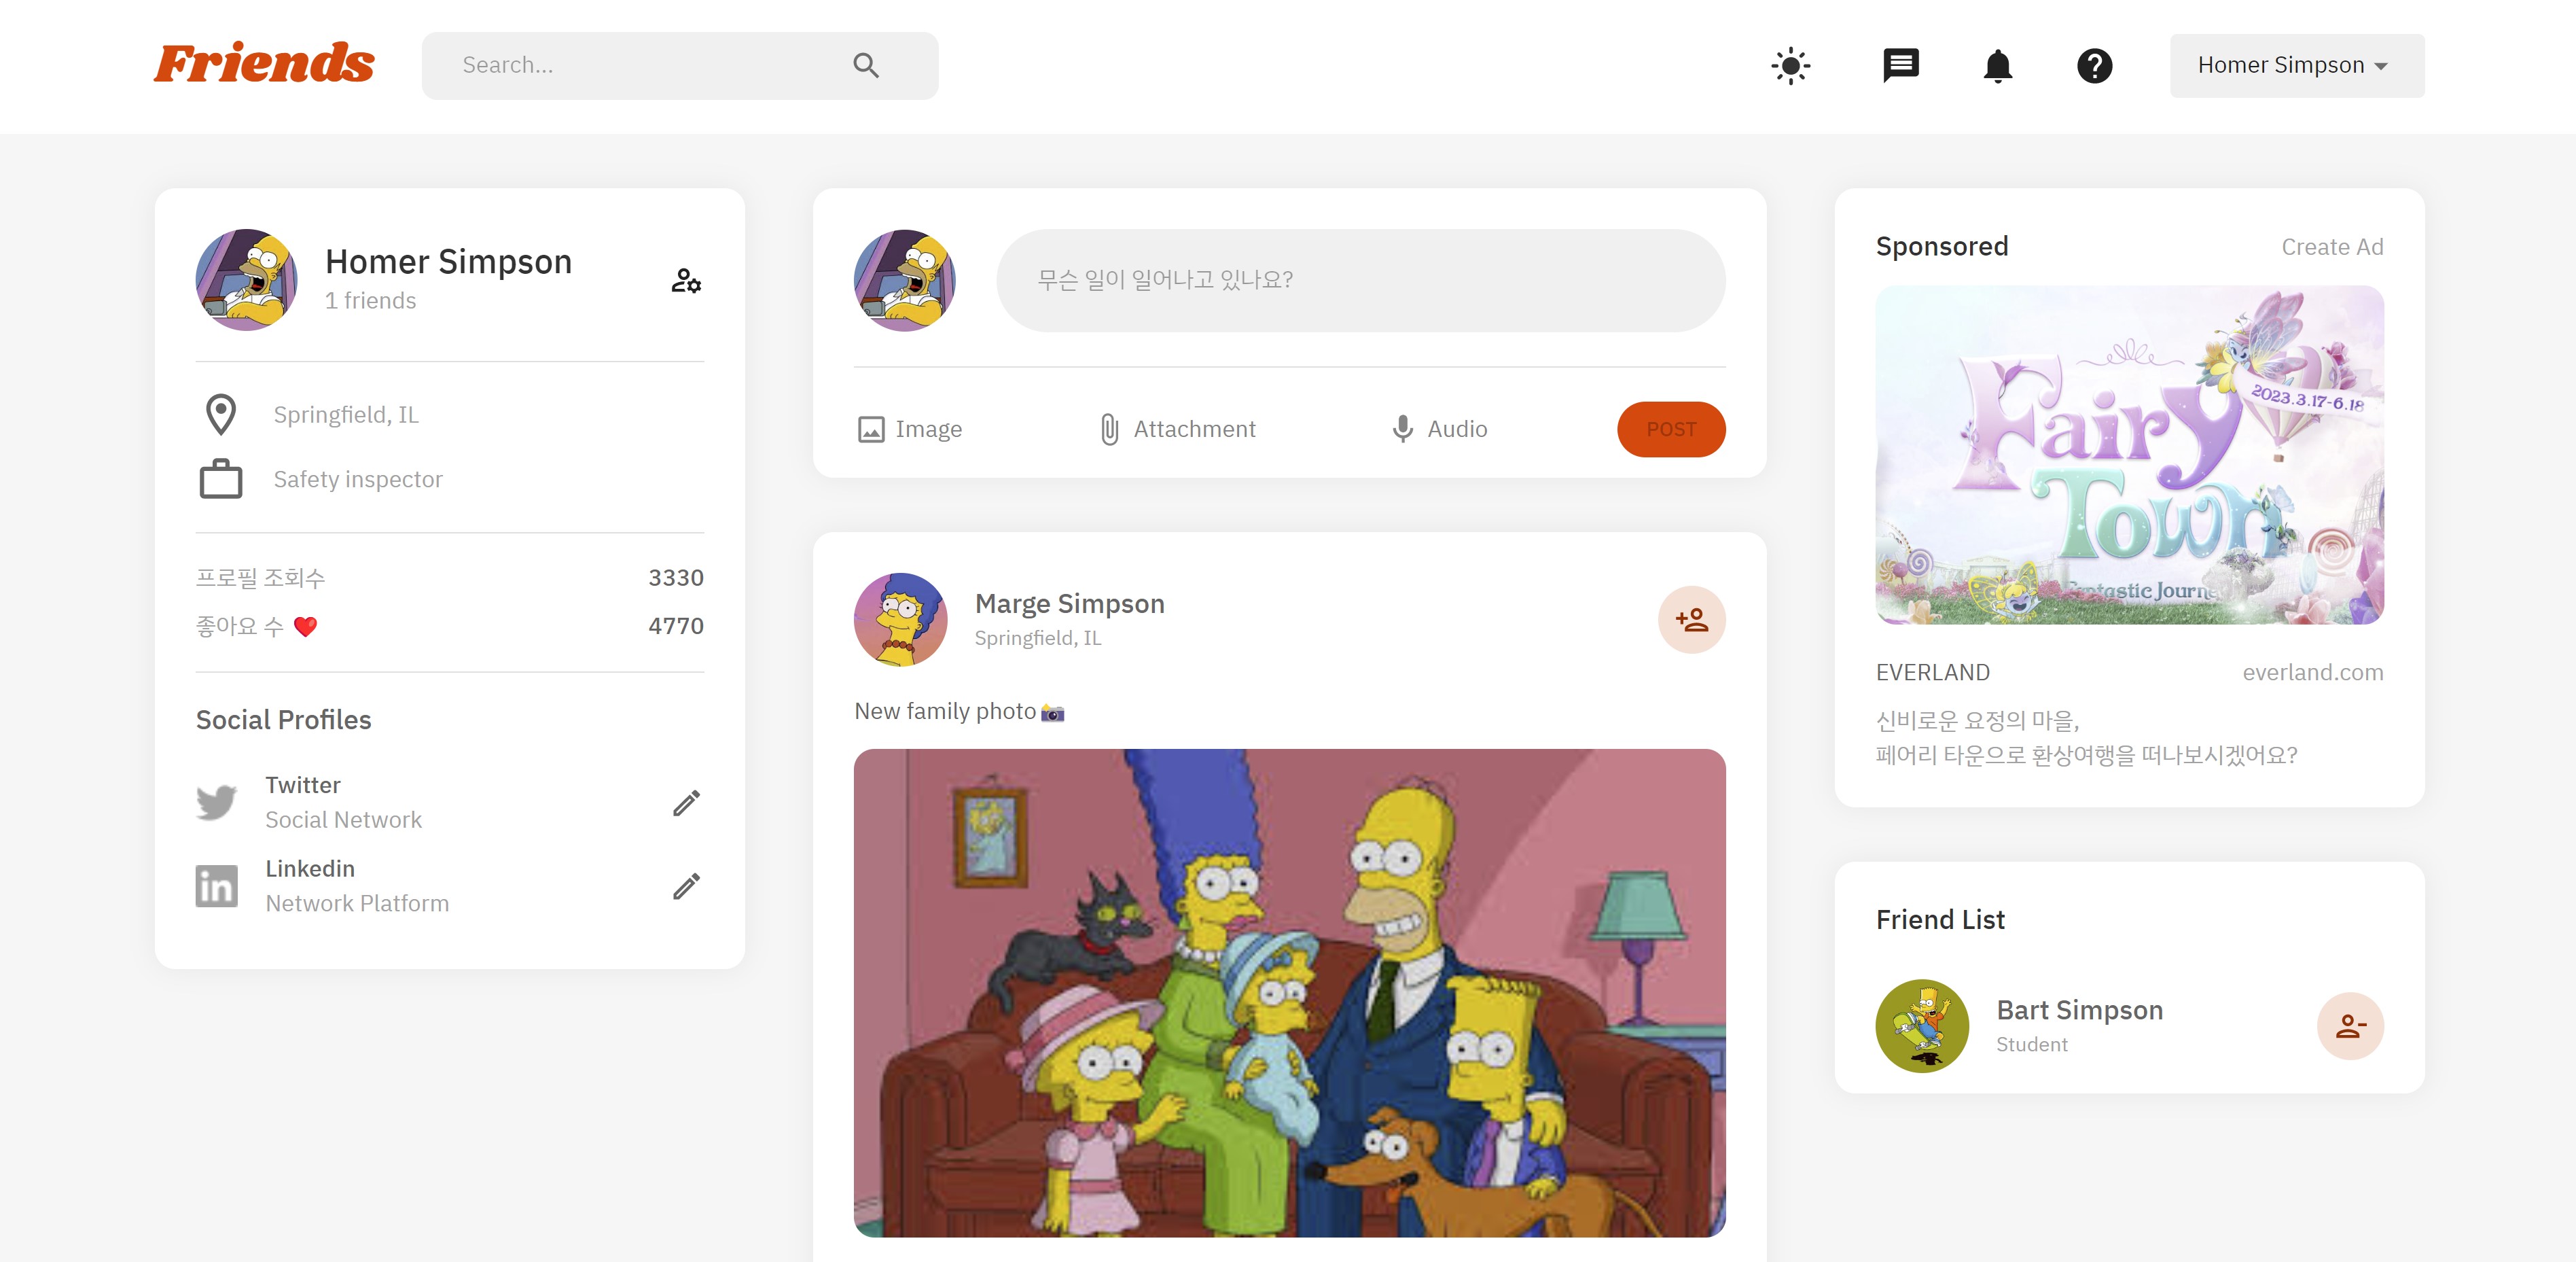 Friends
Search...
Homer Simpson
Homer Simpson
1 friends
Springfield, IL
Safety inspector
프로필 조회수 3330
좋아요 수 ❤️ 4770
Social Profiles
Twitter
Social Network
Linkedin
Network Platform
무슨 일이 일어나고 있나요?
Image Attachment Audio POST
Marge Simpson
Springfield, IL
New family photo 📸
Sponsored Create Ad
2023.3.17-6.18
Fairy
Town
Fantastic Journe
EVERLAND everland.com
신비로운 요정의 마을,
페어리 타운으로 환상여행을 떠나보시겠어요?
Friend List
Bart Simpson
Student